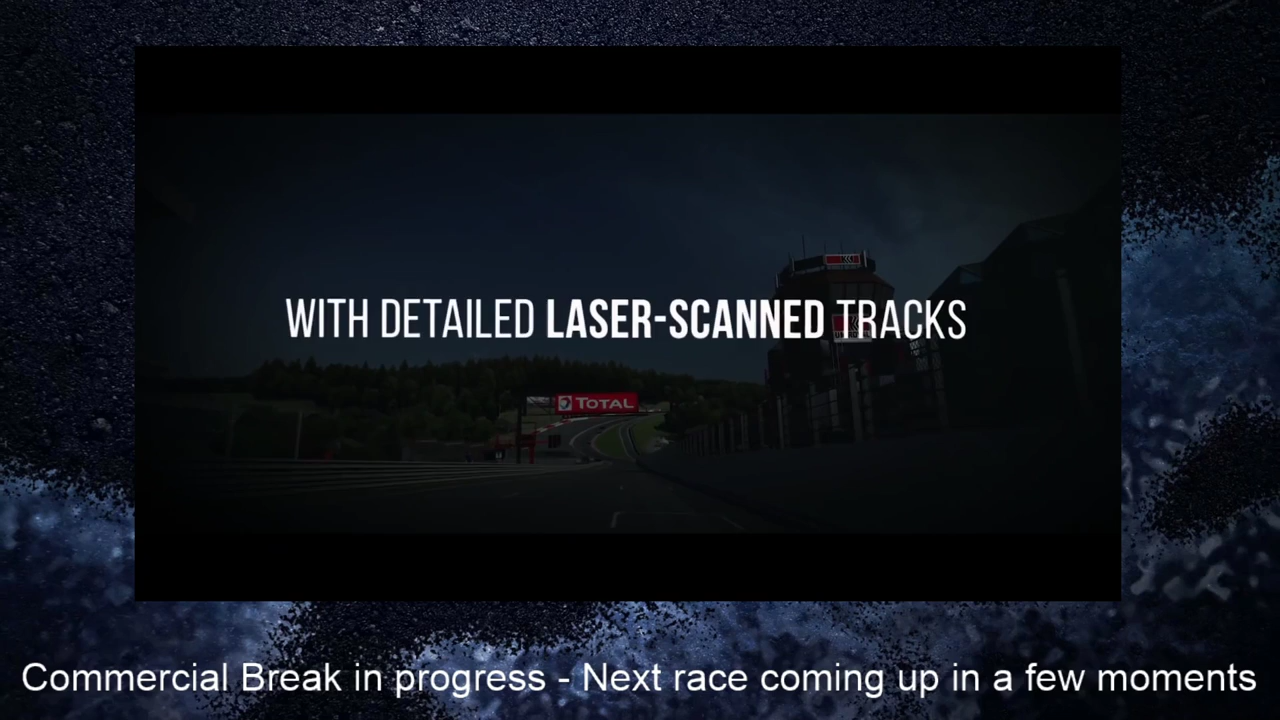 WITH DETAILED LASER-SCANNED TRACKS
TOTAL
Commercial Break in progress - Next race coming up in a few moments